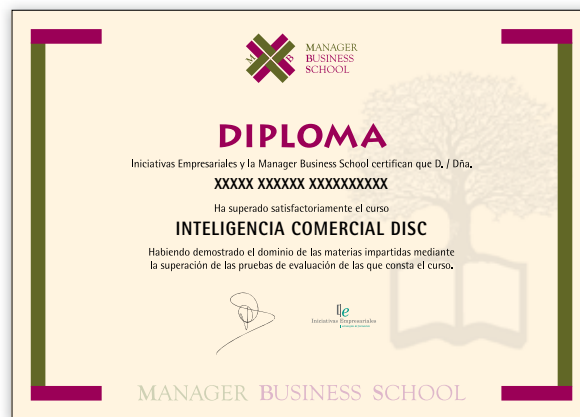 M B
MANAGER
BUSINESS
SCHOOL
DIPLOMA
Iniciativas Empresariales y la Manager Business School certifican que D. / Dña.
XXXXX XXXXXX XXXXXXXXXX
Ha superado satisfactoriamente el curso
INTELIGENCIA COMERCIAL DISC
Habiendo demostrado el dominio de las materias impartidas mediante
la superación de las pruebas de evaluación de las que consta el curso.
Iniciativas Empresariales
MANAGER BUSINESS SCHOOL